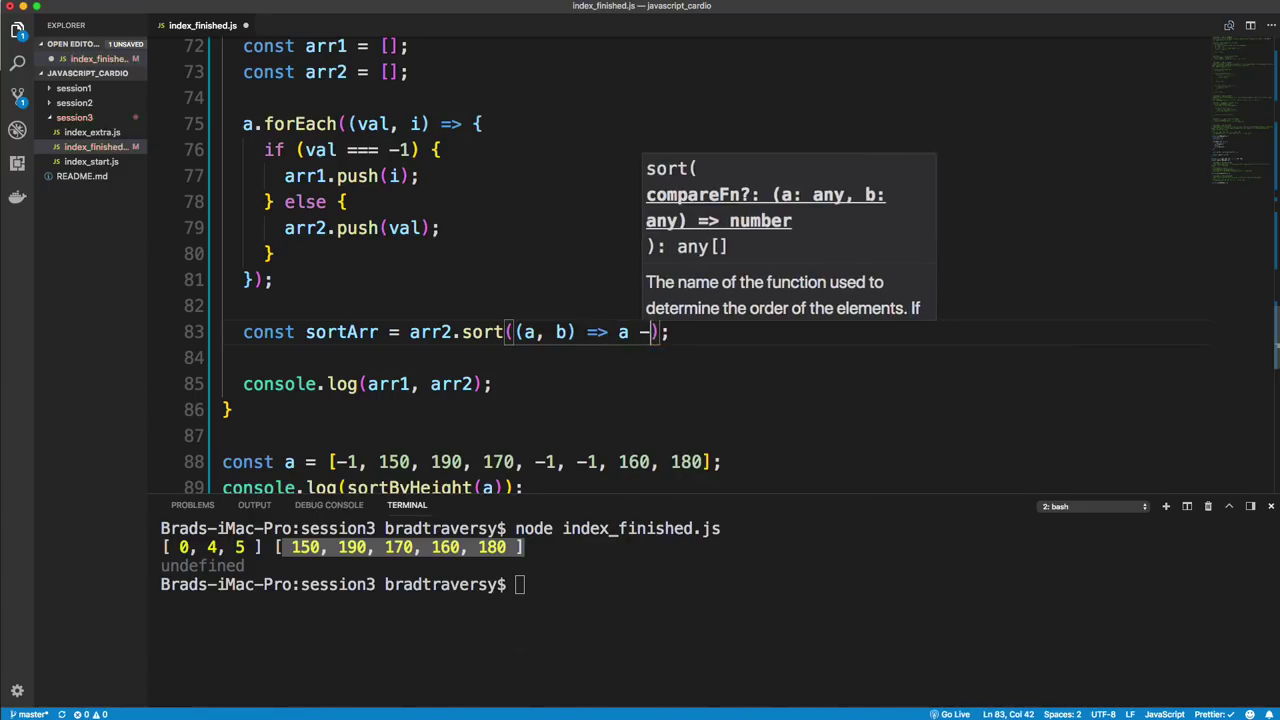 index_finished.js — javascript_cardio
EXPLORER
index_finished.js
OPEN EDITO... 1 UNSAVED
index_finishe... M
JAVASCRIPT_CARDIO
session1
session2
session3
JS index_extra.js
JS index_finished... M
JS index_start.js
README.md
1
1
72 const arr1 = [];
73 const arr2 = [];
74
75 a.forEach((val, i) => {
76 if (val === -1) {
77 arr1.push(i);
78 } else {
79 arr2.push(val);
80 }
81 });
82
83 const sortArr = arr2.sort((a, b) => a -);
84
85 console.log(arr1, arr2);
86 }
87
88 const a = [-1, 150, 190, 170, -1, -1, 160, 180];
89 console.log(sortByHeight(a));
sort(
compareFn?: (a: any, b:
any) => number
): any[]
The name of the function used to
determine the order of the elements. If
PROBLEMS OUTPUT DEBUG CONSOLE TERMINAL 2: bash
Brads-iMac-Pro:session3 bradtraversy$ node index_finished.js
[ 0, 4, 5 ] [ 150, 190, 170, 160, 180 ]
undefined
Brads-iMac-Pro:session3 bradtraversy$
master* 0 0 Go Live Ln 83, Col 42 Spaces: 2 UTF-8 LF JavaScript Prettier: ✓